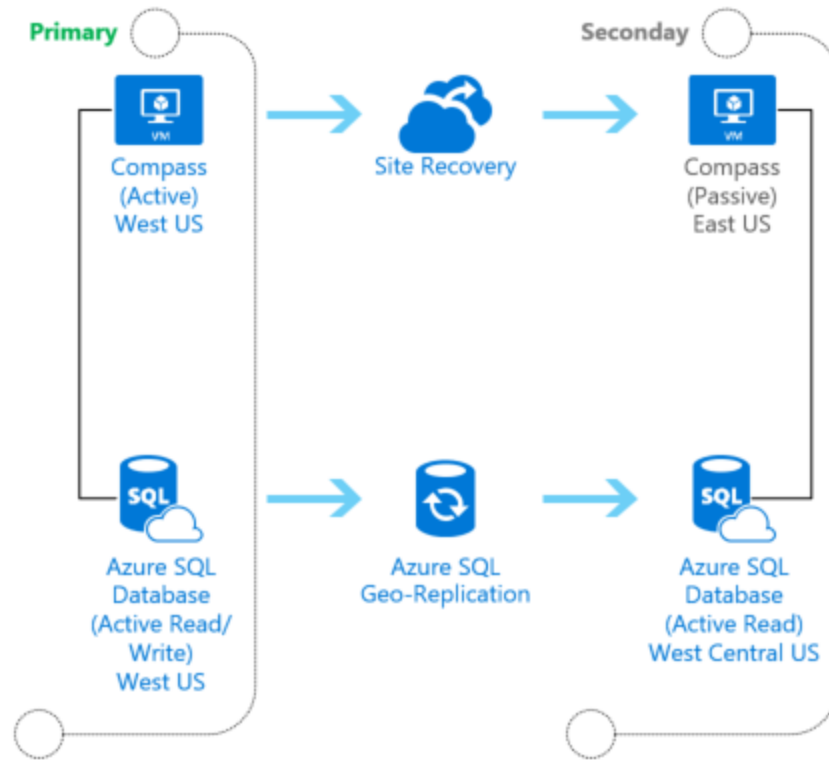 Primary
Seconday
VM
VM
Compass
(Active)
West US
Site Recovery
Compass
(Passive)
East US
SQL
SQL
Azure SQL
Database
(Active Read/
Write)
West US
Azure SQL
Geo-Replication
Azure SQL
Database
(Active Read)
West Central US